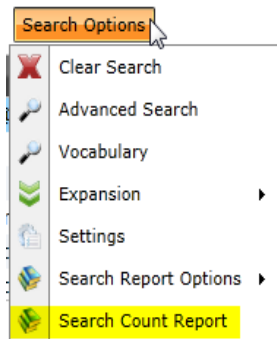 Search Options
Clear Search
Advanced Search
Vocabulary
Expansion
Settings
Search Report Options
Search Count Report